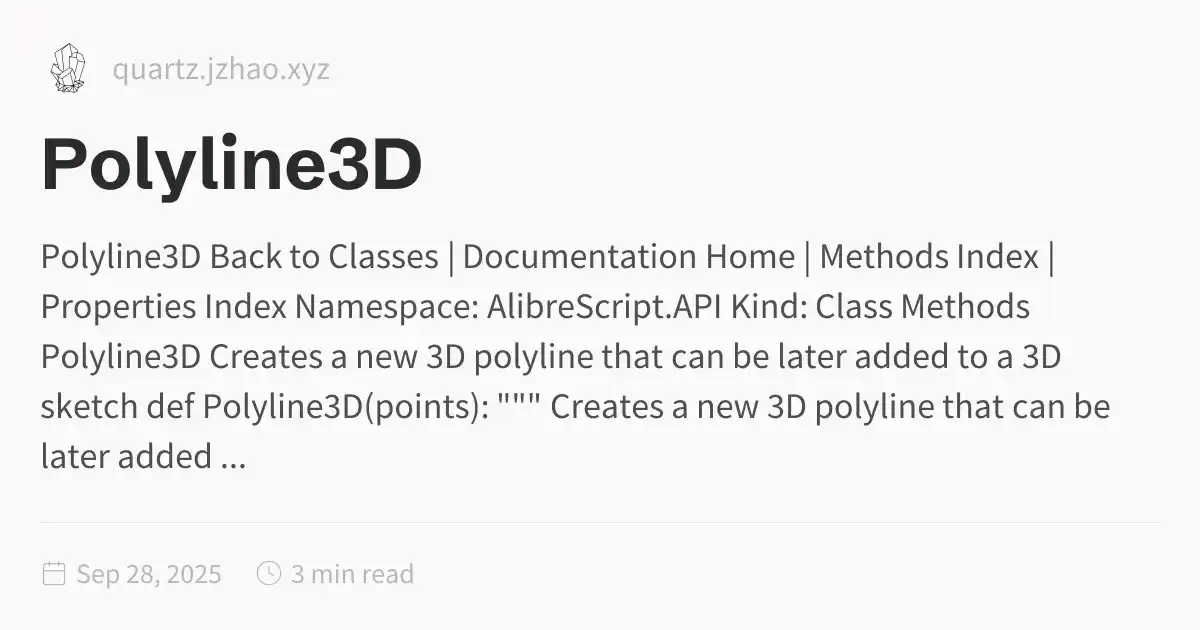 quartz.jzhao.xyz
Polyline3D
Polyline3D Back to Classes | Documentation Home | Methods Index |
Properties Index Namespace: AlibreScript.API Kind: Class Methods
Polyline3D Creates a new 3D polyline that can be later added to a 3D
sketch def Polyline3D(points): """ Creates a new 3D polyline that can be
later added ...
Sep 28, 2025 3 min read